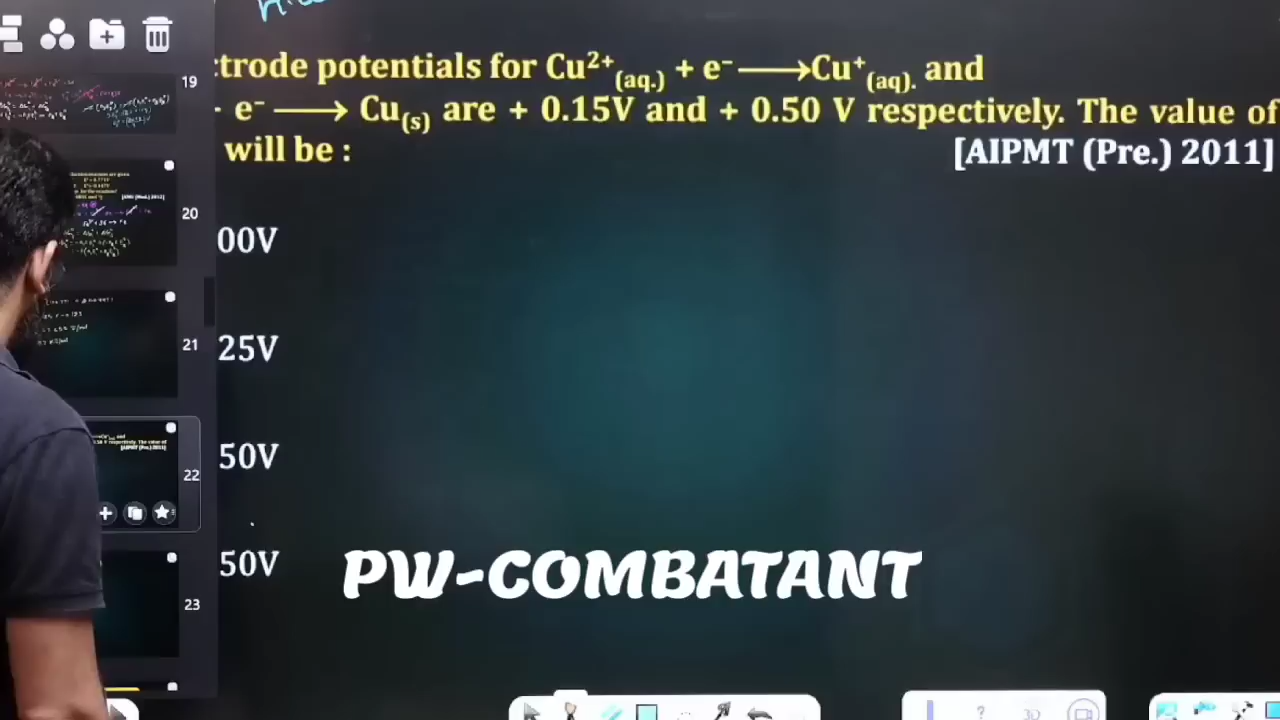 trode potentials for Cu²⁺(aq.) + e⁻ ⟶ Cu⁺(aq). and
e⁻ ⟶ Cu(s) are + 0.15V and + 0.50 V respectively. The value of
will be :
[AIPMT (Pre.) 2011]
00V
25V
50V
50V
PW-COMBATANT
19
20
21
22
23
?
3D